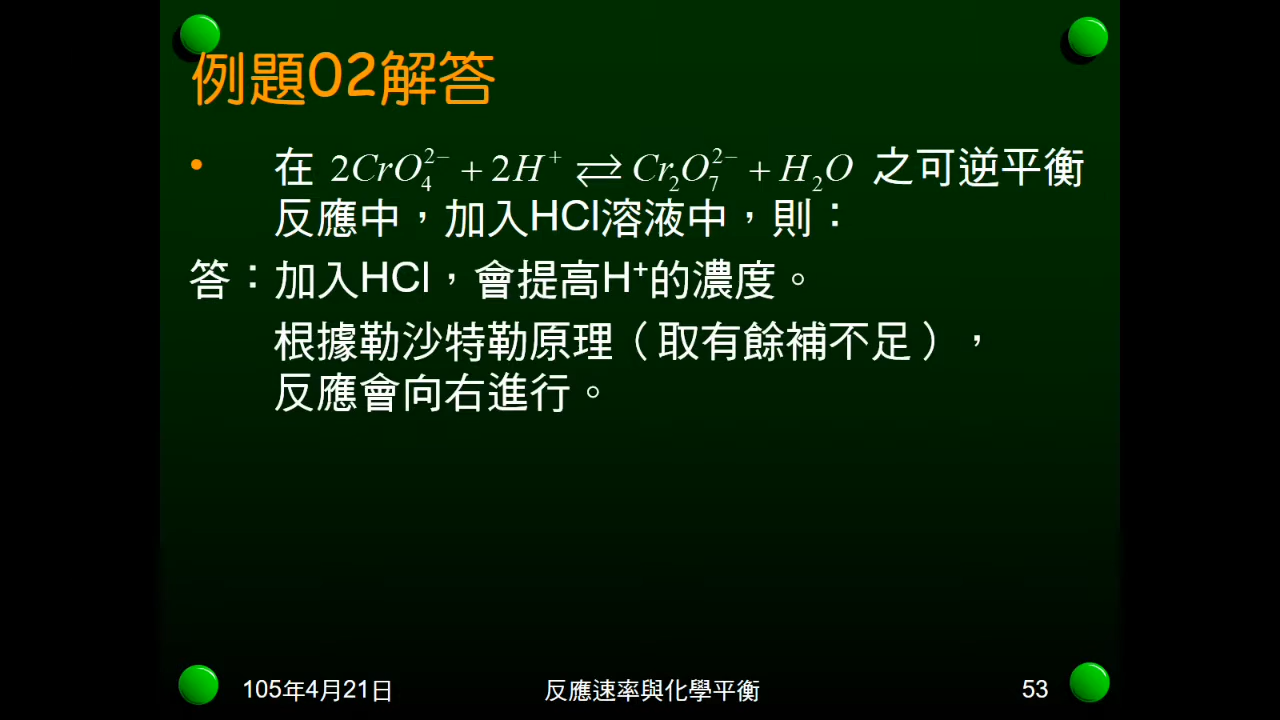 例題02解答
• 在 2CrO₄²⁻ + 2H⁺ ⇄ Cr₂O₇²⁻ + H₂O 之可逆平衡
反應中，加入HCl溶液中，則：
答：加入HCl，會提高H⁺的濃度。
根據勒沙特勒原理（取有餘補不足），
反應會向右進行。
105年4月21日 反應速率與化學平衡 53